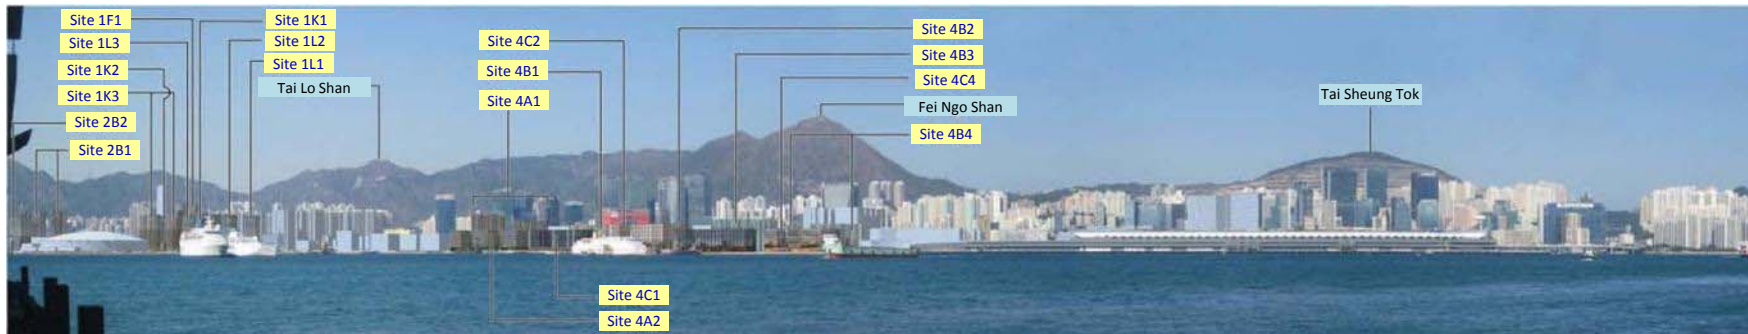 Site 1F1
Site 1L3
Site 1K2
Site 1K3
Site 2B2
Site 2B1
Site 1K1
Site 1L2
Site 1L1
Tai Lo Shan
Site 4C2
Site 4B1
Site 4A1
Site 4B2
Site 4B3
Site 4C4
Fei Ngo Shan
Site 4B4
Tai Sheung Tok
Site 4C1
Site 4A2